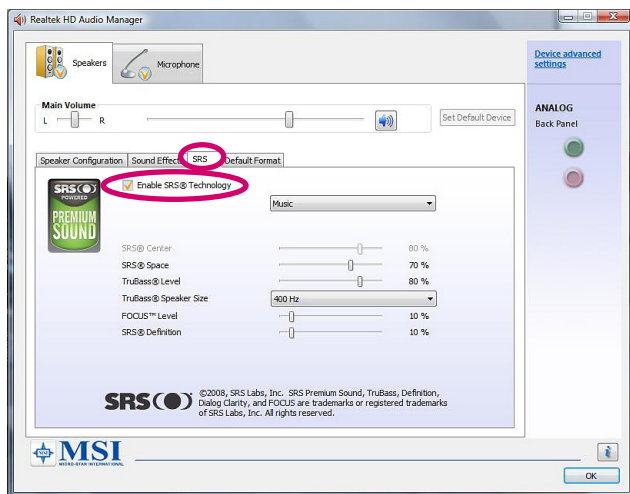 Realtek HD Audio Manager
Speakers
Microphone
Device advanced
settings
Main Volume
L R
Set Default Device
ANALOG
Back Panel
Speaker Configuration Sound Effect SRS Default Format
SRS
POWERED
PREMIUM
SOUND
Enable SRS® Technology
Music
SRS® Center 80 %
SRS® Space 70 %
TruBass® Level 80 %
TruBass® Speaker Size 400 Hz
FOCUS™ Level 10 %
SRS® Definition 10 %
SRS
©2008, SRS Labs, Inc. SRS Premium Sound, TruBass, Definition,
Dialog Clarity, and FOCUS are trademarks or registered trademarks
of SRS Labs, Inc. All rights reserved.
MSI
MICRO-STAR INTERNATIONAL
i
OK